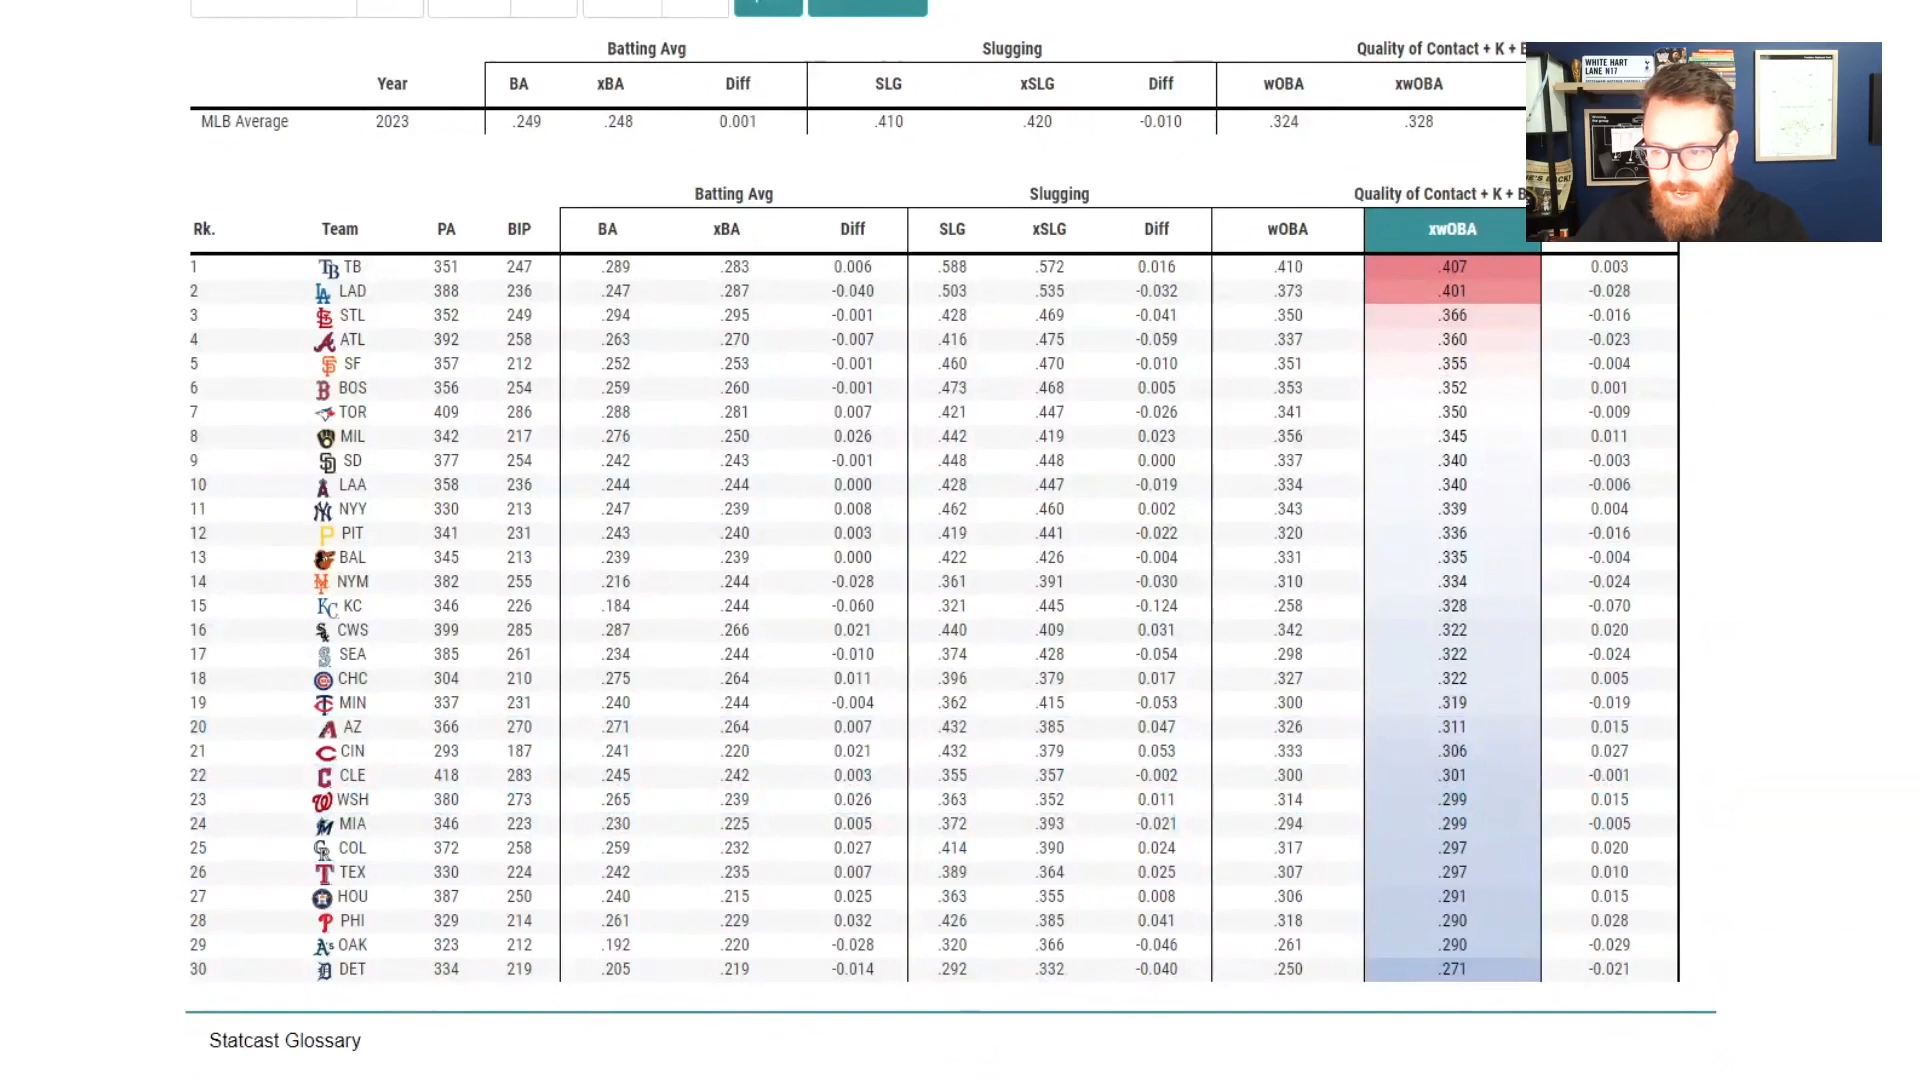 Batting Avg Slugging Quality of Contact + K + B
Year BA xBA Diff SLG xSLG Diff wOBA xwOBA
MLB Average 2023 .249 .248 0.001 .410 .420 -0.010 .324 .328
WHITE HART
LANE N17
Batting Avg Slugging Quality of Contact + K + B
Rk. Team PA BIP BA xBA Diff SLG xSLG Diff wOBA xwOBA
1 TB TB 351 247 .289 .283 0.006 .588 .572 0.016 .410 .407 0.003
2 LA LAD 388 236 .247 .287 -0.040 .503 .535 -0.032 .373 .401 -0.028
3 STL 352 249 .294 .295 -0.001 .428 .469 -0.041 .350 .366 -0.016
4 A ATL 392 258 .263 .270 -0.007 .416 .475 -0.059 .337 .360 -0.023
5 SF SF 357 212 .252 .253 -0.001 .460 .470 -0.010 .351 .355 -0.004
6 B BOS 356 254 .259 .260 -0.001 .473 .468 0.005 .353 .352 0.001
7 TOR 409 286 .288 .281 0.007 .421 .447 -0.026 .341 .350 -0.009
8 MIL 342 217 .276 .250 0.026 .442 .419 0.023 .356 .345 0.011
9 SD SD 377 254 .242 .243 -0.001 .448 .448 0.000 .337 .340 -0.003
10 A LAA 358 236 .244 .244 0.000 .428 .447 -0.019 .334 .340 -0.006
11 NY NYY 330 213 .247 .239 0.008 .462 .460 0.002 .343 .339 0.004
12 P PIT 341 231 .243 .240 0.003 .419 .441 -0.022 .320 .336 -0.016
13 BAL 345 213 .239 .239 0.000 .422 .426 -0.004 .331 .335 -0.004
14 NY NYM 382 255 .216 .244 -0.028 .361 .391 -0.030 .310 .334 -0.024
15 KC KC 346 226 .184 .244 -0.060 .321 .445 -0.124 .258 .328 -0.070
16 CWS 399 285 .287 .266 0.021 .440 .409 0.031 .342 .322 0.020
17 S SEA 385 261 .234 .244 -0.010 .374 .428 -0.054 .298 .322 -0.024
18 CHC 304 210 .275 .264 0.011 .396 .379 0.017 .327 .322 0.005
19 TC MIN 337 231 .240 .244 -0.004 .362 .415 -0.053 .300 .319 -0.019
20 A AZ 366 270 .271 .264 0.007 .432 .385 0.047 .326 .311 0.015
21 C CIN 293 187 .241 .220 0.021 .432 .379 0.053 .333 .306 0.027
22 C CLE 418 283 .245 .242 0.003 .355 .357 -0.002 .300 .301 -0.001
23 W WSH 380 273 .265 .239 0.026 .363 .352 0.011 .314 .299 0.015
24 M MIA 346 223 .230 .225 0.005 .372 .393 -0.021 .294 .299 -0.005
25 CR COL 372 258 .259 .232 0.027 .414 .390 0.024 .317 .297 0.020
26 T TEX 330 224 .242 .235 0.007 .389 .364 0.025 .307 .297 0.010
27 H HOU 387 250 .240 .215 0.025 .363 .355 0.008 .306 .291 0.015
28 P PHI 329 214 .261 .229 0.032 .426 .385 0.041 .318 .290 0.028
29 A's OAK 323 212 .192 .220 -0.028 .320 .366 -0.046 .261 .290 -0.029
30 D DET 334 219 .205 .219 -0.014 .292 .332 -0.040 .250 .271 -0.021
Statcast Glossary